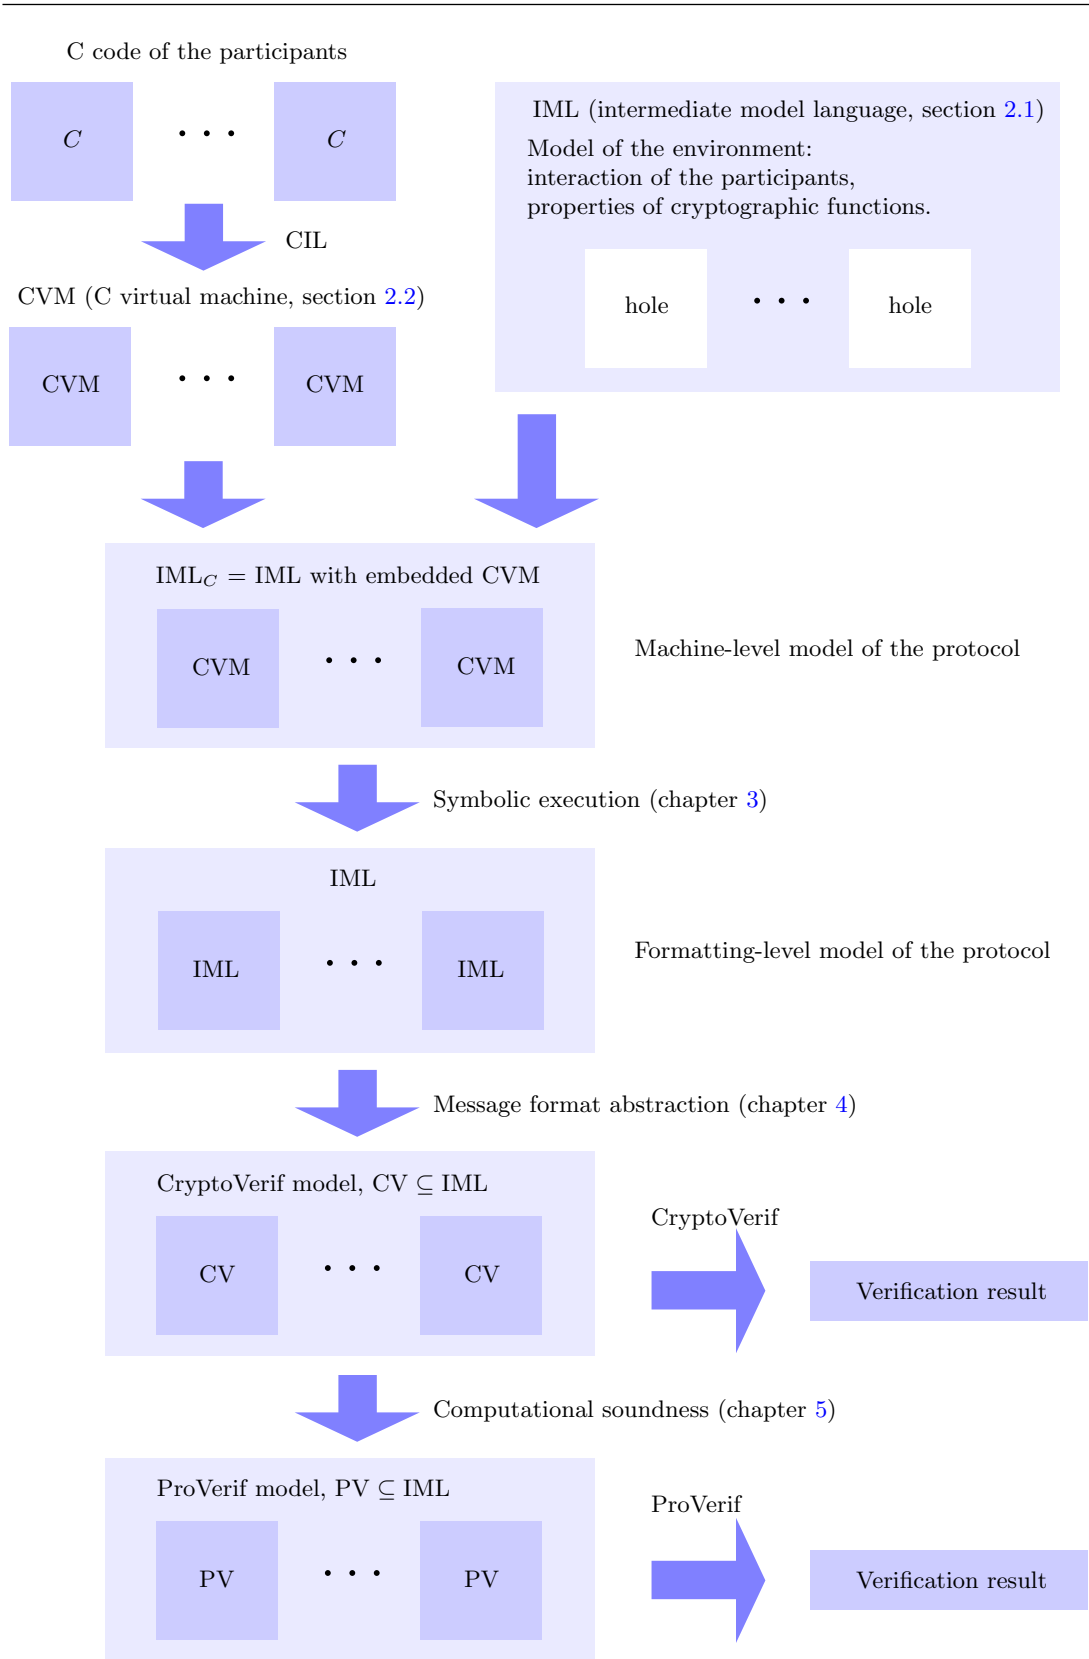 C code of the participants
C · · · C
CIL
CVM (C virtual machine, section 2.2)
CVM · · · CVM
IML (intermediate model language, section 2.1)
Model of the environment:
interaction of the participants,
properties of cryptographic functions.
hole · · · hole
IML_C = IML with embedded CVM
CVM · · · CVM
Machine-level model of the protocol
Symbolic execution (chapter 3)
IML
IML · · · IML
Formatting-level model of the protocol
Message format abstraction (chapter 4)
CryptoVerif model, CV ⊆ IML
CV · · · CV
CryptoVerif
Verification result
Computational soundness (chapter 5)
ProVerif model, PV ⊆ IML
PV · · · PV
ProVerif
Verification result